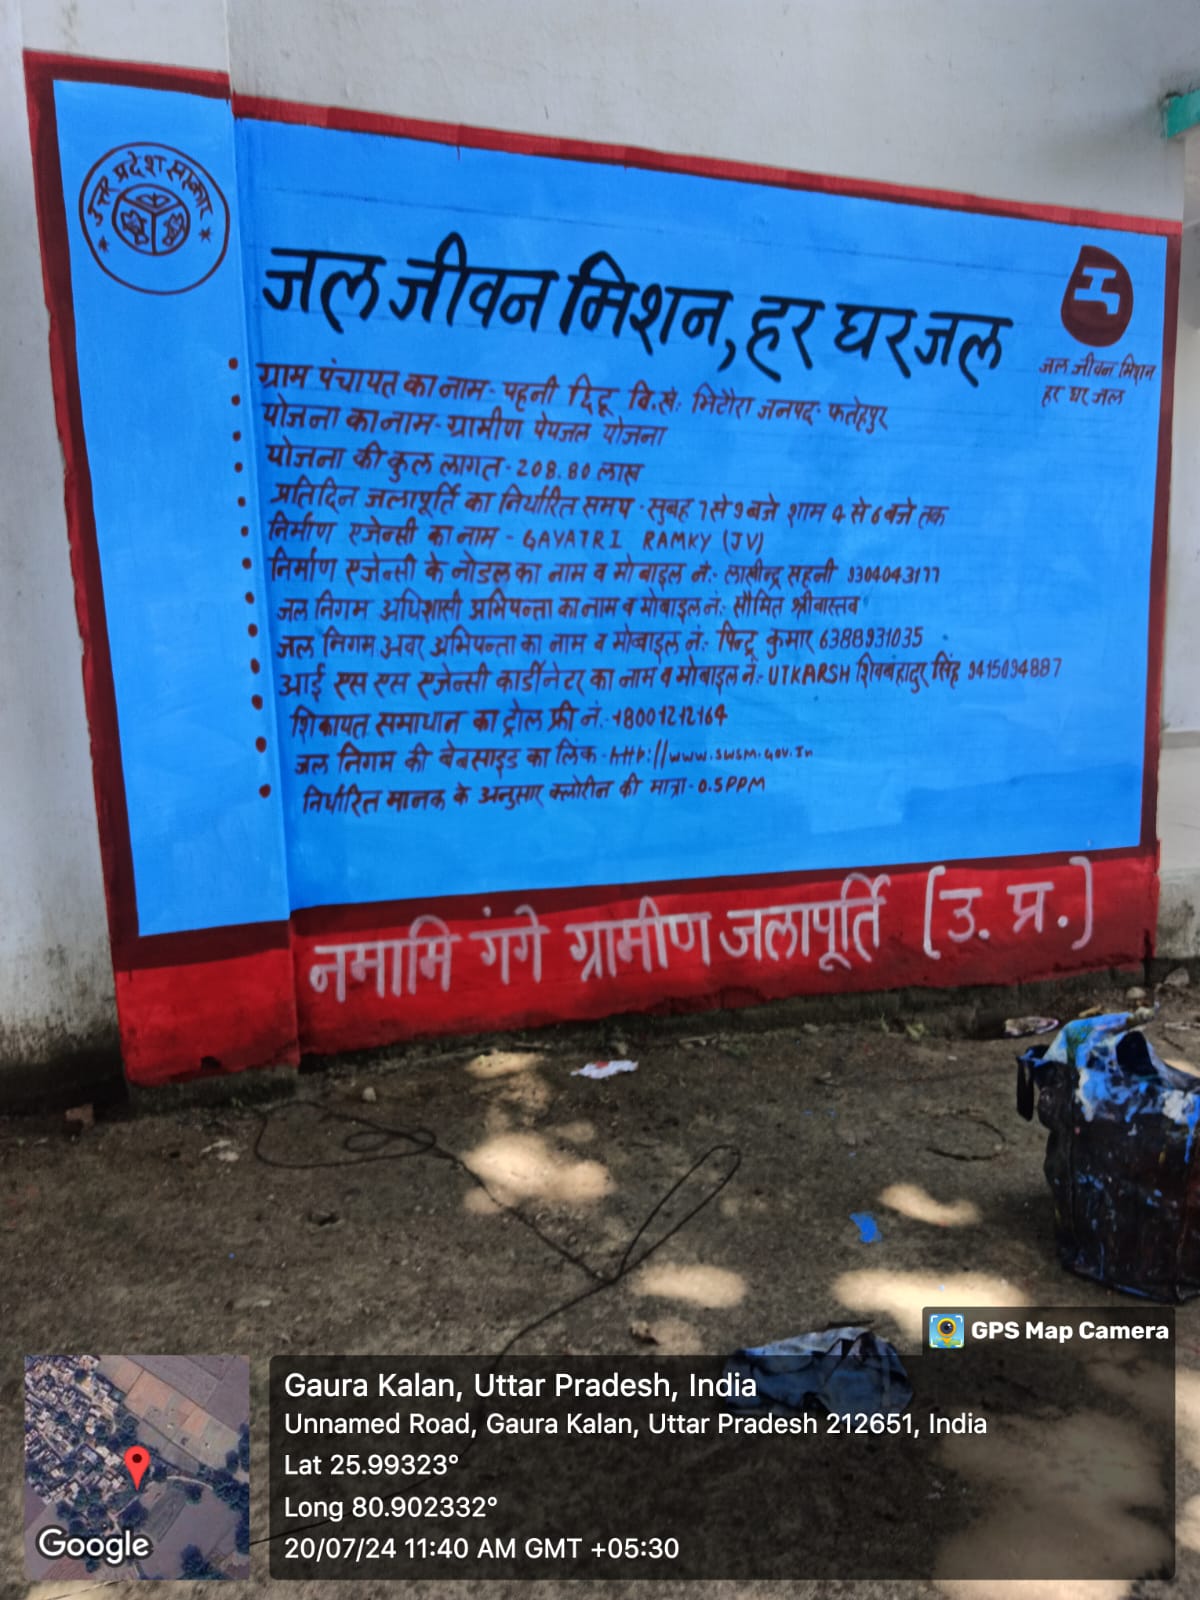 उत्तर प्रदेश सरकार
जल जीवन मिशन, हर घर जल
जल जीवन मिशन
हर घर जल
ग्राम पंचायत का नाम- पहनी दिटू वि.खं: भिटौरा जनपद- फतेहपुर
योजना का नाम- ग्रामीण पेयजल योजना
योजना की कुल लागत- 208.80 लाख
प्रतिदिन जलापूर्ति का निर्धारित समय - सुबह 7 से 9 बजे शाम 4 से 6 बजे तक
निर्माण एजेन्सी का नाम - GAYATRI RAMKY (JV)
निर्माण एजेन्सी के नोडल का नाम व मोबाइल नं:- सहनी 9304043177
जल निगम अधिशासी अभियन्ता का नाम व मोबाइल नं: सौमित श्रीवास्तव
जल निगम अवर अभियन्ता का नाम व मोबाइल नं: पिन्टू कुमार 6388931035
आई एस एस एजेन्सी कार्डीनेटर का नाम व मोबाइल नं:- UTKARSH शिवबहादुर सिंह 9415094887
शिकायत समाधान का ट्रोल फ्री नं.- 18001212164
जल निगम की बेबसाइड का लिंक - http://www.swsm.gov.in
निर्धारित मानक के अनुसार क्लोरीन की मात्रा- 0.5PPM
नमामि गंगे ग्रामीण जलापूर्ति [उ. प्र.]
GPS Map Camera
Gaura Kalan, Uttar Pradesh, India
Unnamed Road, Gaura Kalan, Uttar Pradesh 212651, India
Lat 25.99323°
Long 80.902332°
20/07/24 11:40 AM GMT +05:30
Google